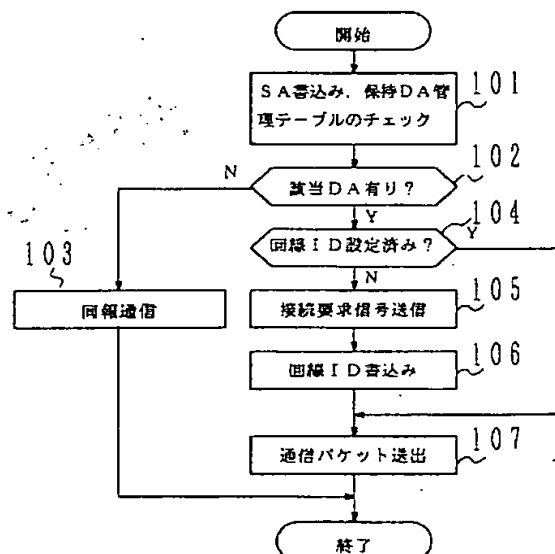 開始
SA書込み,保持DA管
理テーブルのチェック
101
102
N
該当DA有り?
Y
104
回線ID設定済み?
Y
103
N
105
同報通信
接続要求信号送信
106
回線ID書込み
107
通信パケット送出
終了